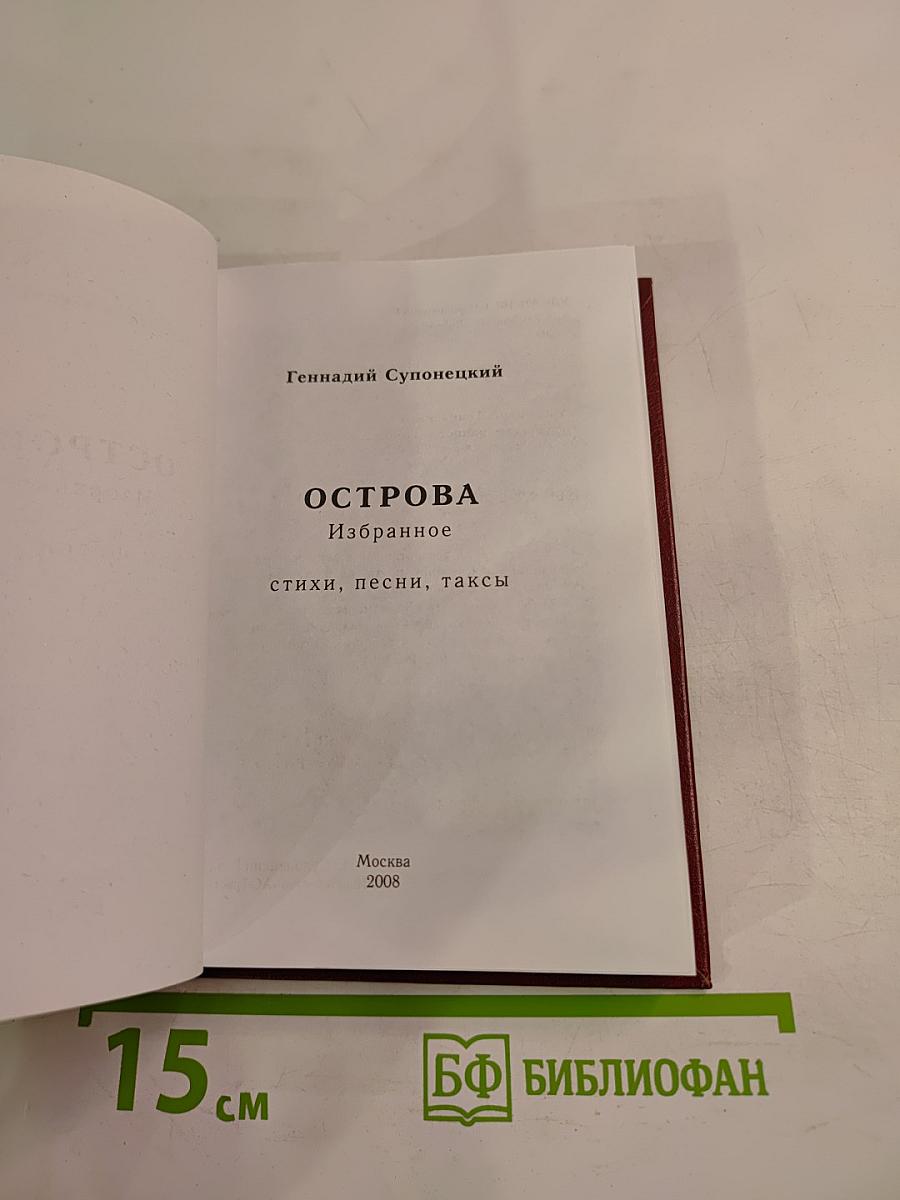 Геннадий Супонецкий
ОСТРОВА
Избранное
стихи, песни, таксы
Москва
2008
15 см
БФ БИБЛИОФАН